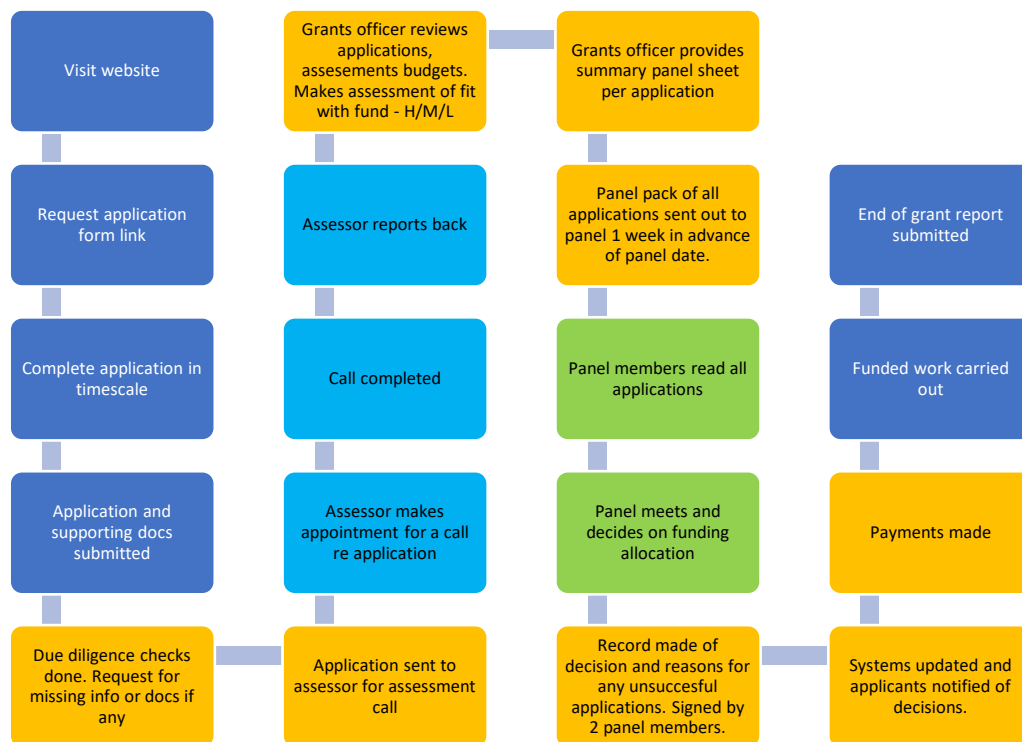 Visit website
Request application
form link
Complete application in
timescale
Application and
supporting docs
submitted
Due diligence checks
done. Request for
missing info or docs if
any
Application sent to
assessor for assessment
call
Assessor makes
appointment for a call
re application
Call completed
Assessor reports back
Grants officer reviews
applications,
assesements budgets.
Makes assessment of fit
with fund - H/M/L
Grants officer provides
summary panel sheet
per application
Panel pack of all
applications sent out to
panel 1 week in advance
of panel date.
Panel members read all
applications
Panel meets and
decides on funding
allocation
Record made of
decision and reasons for
any unsuccesful
applications. Signed by
2 panel members.
Systems updated and
applicants notified of
decisions.
Payments made
Funded work carried
out
End of grant report
submitted